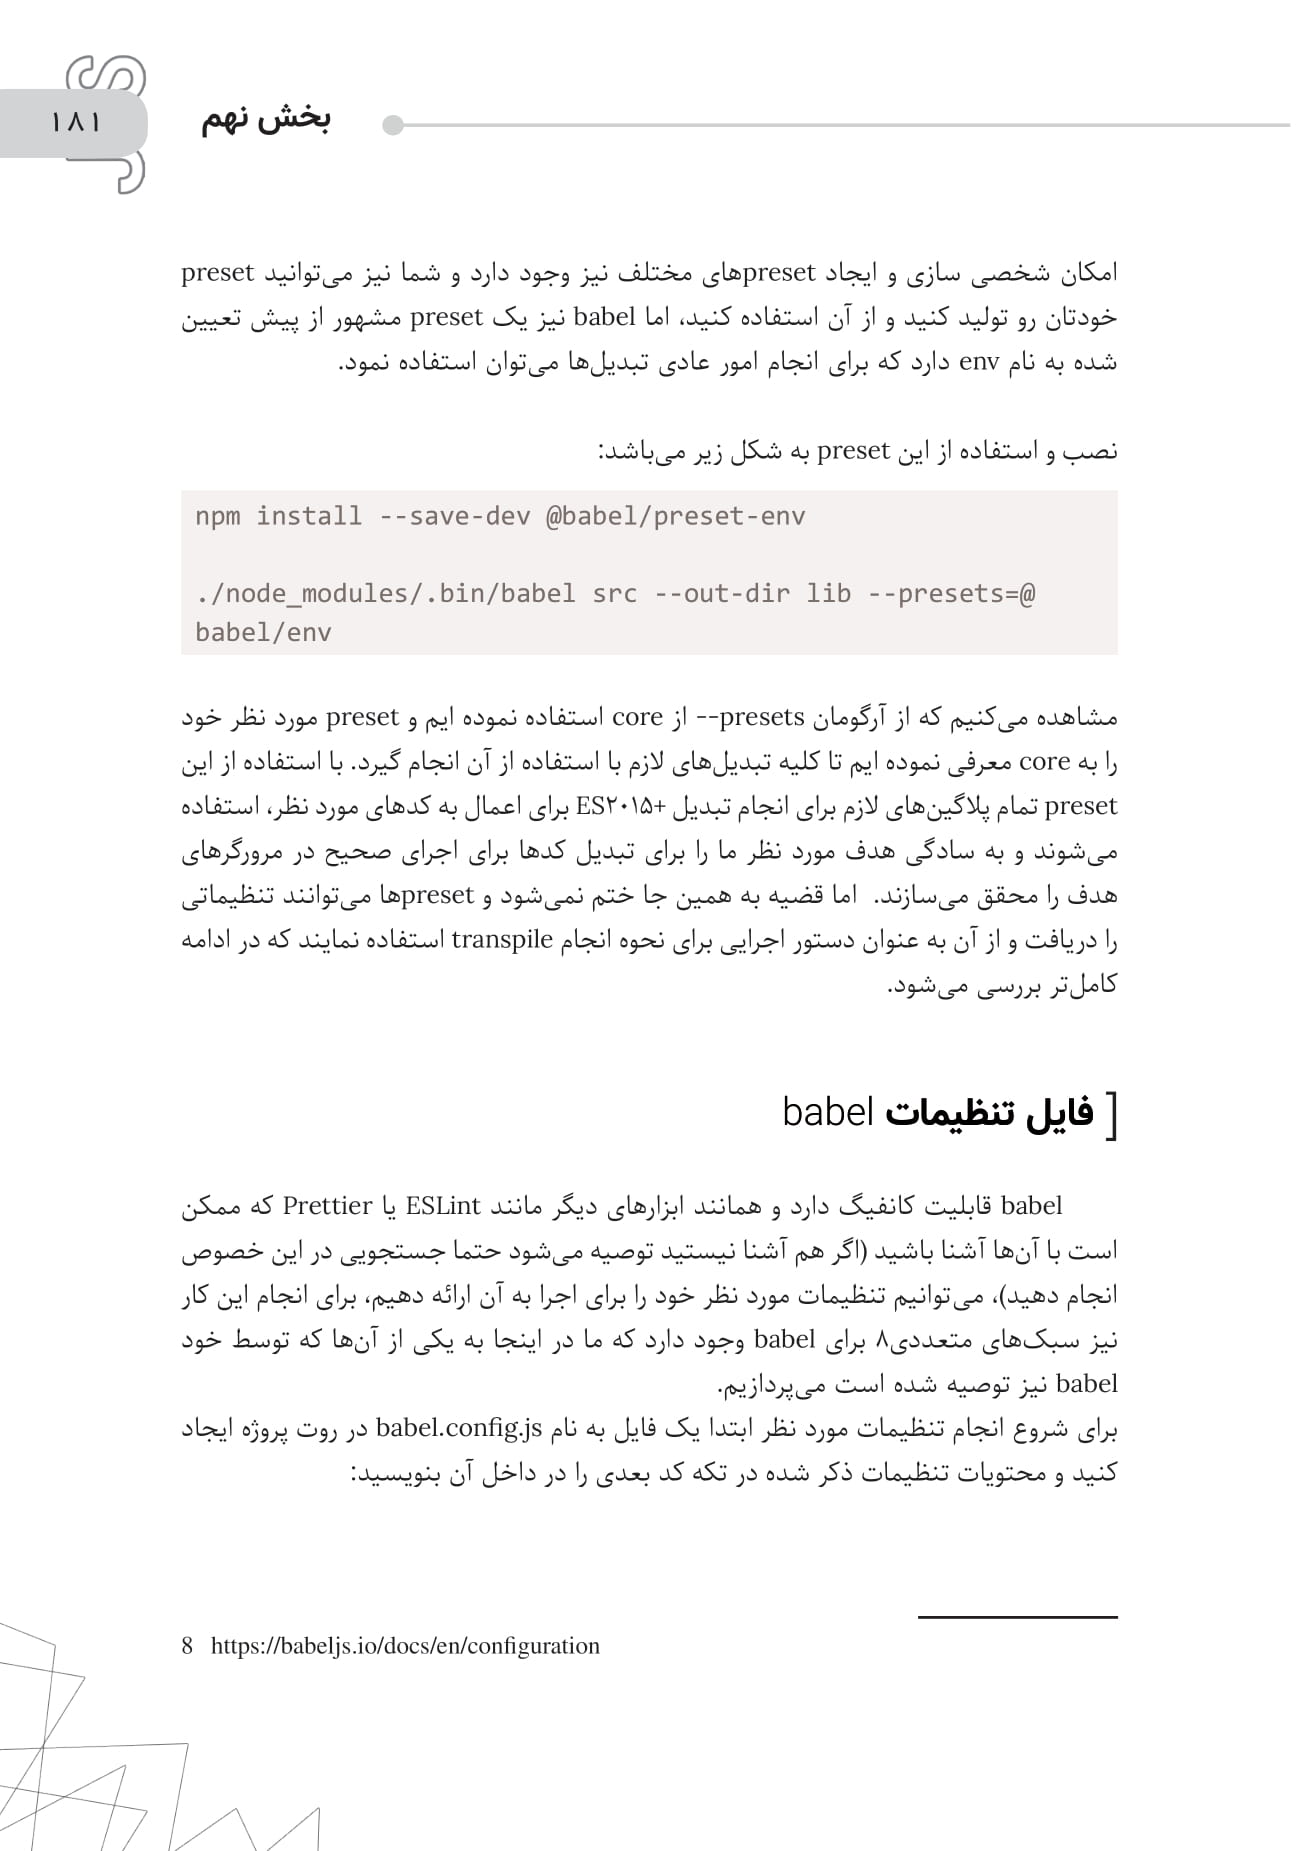 JS
۱۸۱
بخش نهم
امکان شخصی سازی و ایجاد presetهای مختلف نیز وجود دارد و شما نیز می‌توانید preset
خودتان رو تولید کنید و از آن استفاده کنید، اما babel نیز یک preset مشهور از پیش تعیین
شده به نام env دارد که برای انجام امور عادی تبدیل‌ها می‌توان استفاده نمود.
نصب و استفاده از این preset به شکل زیر می‌باشد:
npm install --save-dev @babel/preset-env
./node_modules/.bin/babel src --out-dir lib --presets=@
babel/env
مشاهده می‌کنیم که از آرگومان presets-- از core استفاده نموده ایم و preset مورد نظر خود
را به core معرفی نموده ایم تا کلیه تبدیل‌های لازم با استفاده از آن انجام گیرد. با استفاده از این
preset تمام پلاگین‌های لازم برای انجام تبدیل +ES۲۰۱۵ برای اعمال به کدهای مورد نظر، استفاده
می‌شوند و به سادگی هدف مورد نظر ما را برای تبدیل کدها برای اجرای صحیح در مرورگرهای
هدف را محقق می‌سازند. اما قضیه به همین جا ختم نمی‌شود و presetها می‌توانند تنظیماتی
را دریافت و از آن به عنوان دستور اجرایی برای نحوه انجام transpile استفاده نمایند که در ادامه
کامل‌تر بررسی می‌شود.
[ فایل تنظیمات babel
babel قابلیت کانفیگ دارد و همانند ابزارهای دیگر مانند ESLint یا Prettier که ممکن
است با آن‌ها آشنا باشید (اگر هم آشنا نیستید توصیه می‌شود حتما جستجویی در این خصوص
انجام دهید)، می‌توانیم تنظیمات مورد نظر خود را برای اجرا به آن ارائه دهیم، برای انجام این کار
نیز سبک‌های متعددی۸ برای babel وجود دارد که ما در اینجا به یکی از آن‌ها که توسط خود
babel نیز توصیه شده است می‌پردازیم.
برای شروع انجام تنظیمات مورد نظر ابتدا یک فایل به نام babel.config.js در روت پروژه ایجاد
کنید و محتویات تنظیمات ذکر شده در تکه کد بعدی را در داخل آن بنویسید:
8 https://babeljs.io/docs/en/configuration